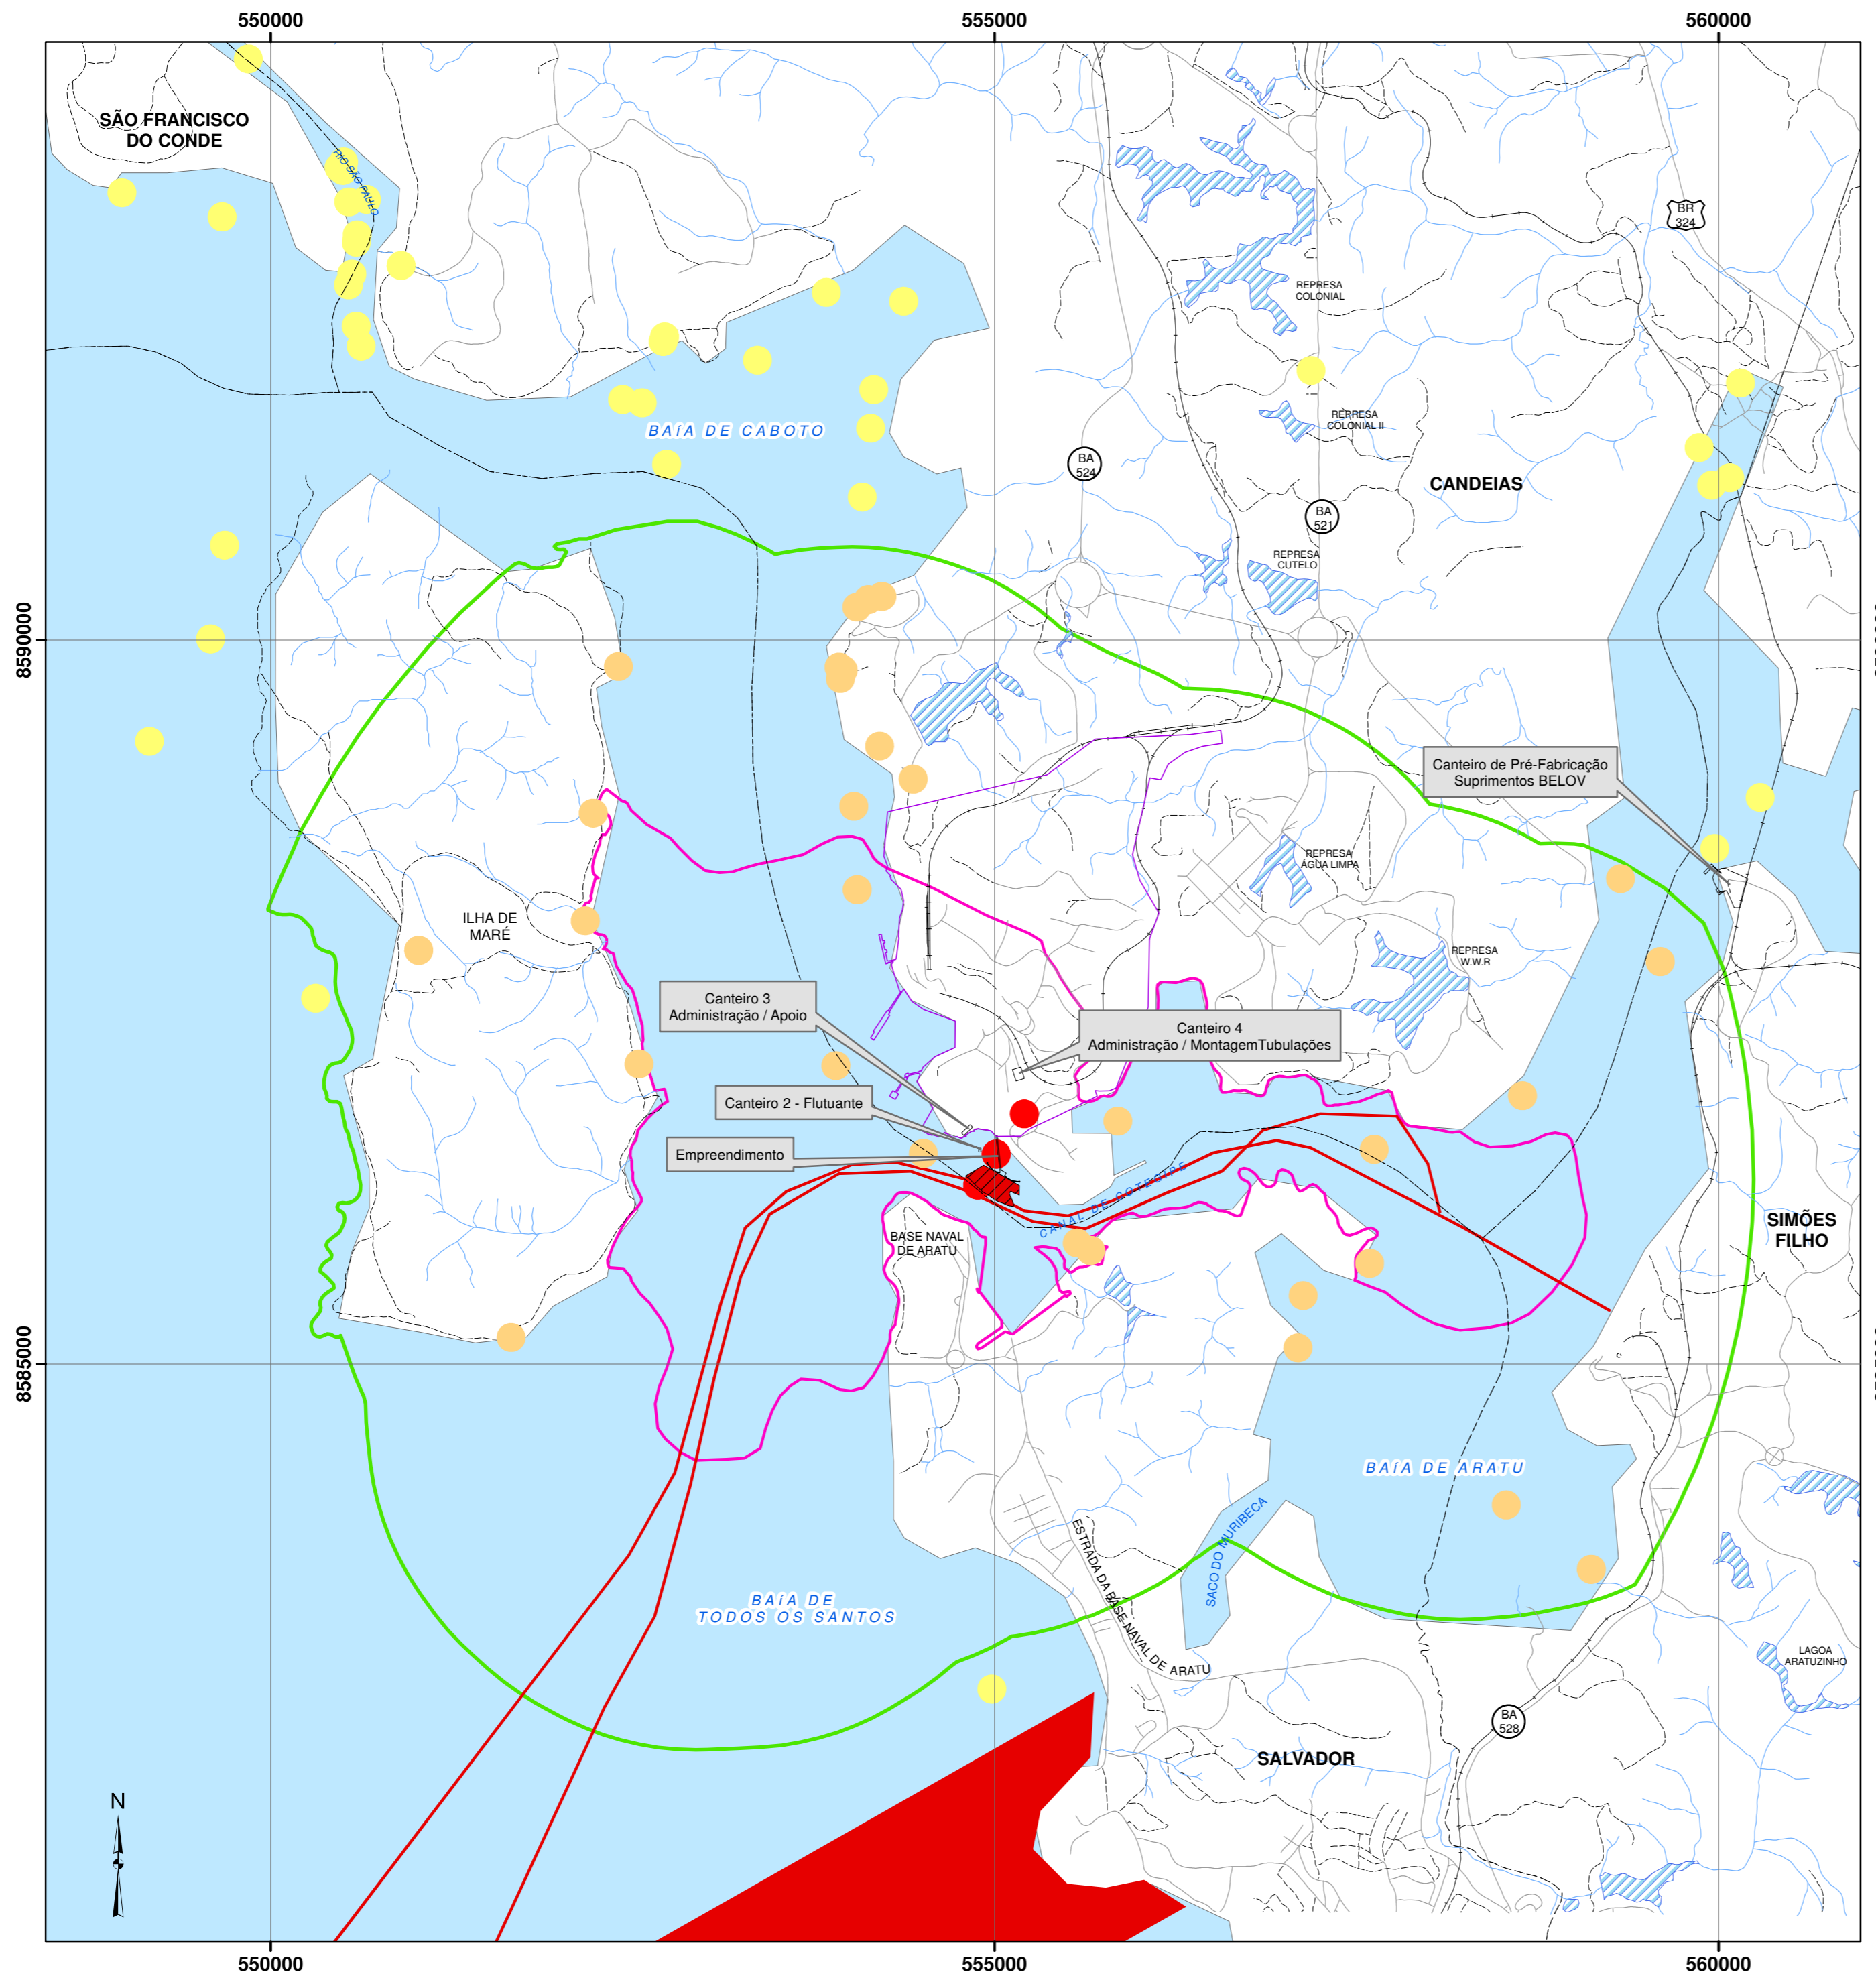 550000
555000
560000
SÃO FRANCISCO
DO CONDE
RIO SÃO PAULO
BR
324
REPRESA
COLONIAL
REPRESA
COLONIAL II
BAíA DE CABOTO
BA
524
CANDEIAS
BA
521
REPRESA
CUTELO
8590000
Canteiro de Pré-Fabricação
Suprimentos BELOV
REPRESA
ÁGUA LIMPA
ILHA DE
MARÉ
REPRESA
W.W.R
Canteiro 3
Administração / Apoio
Canteiro 4
Administração / MontagemTubulações
Canteiro 2 - Flutuante
Empreendimento
CANAL DE COTEGIPE
BASE NAVAL
DE ARATU
SIMÕES
FILHO
8585000
BAíA DE ARATU
SACO DO MURIBECA
ESTRADA DA BASE NAVAL DE ARATU
BAíA DE
TODOS OS SANTOS
LAGOA
ARATUZINHO
BA
528
SALVADOR
N
550000
555000
560000